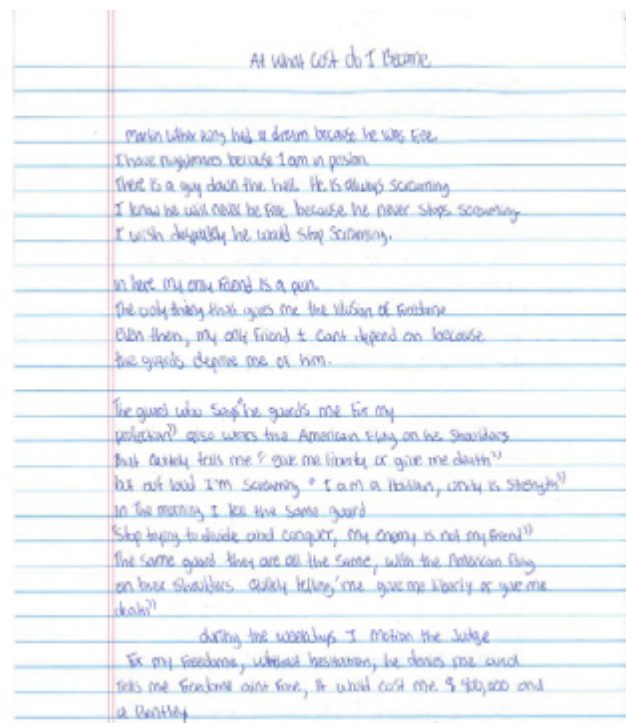 At What Cost do I Become
Martin Luther King had a dream because he was Free.
I have nightmares because I am in prison
There is a guy down the hall. He is always screaming
I know he will never be Free because he never stops screaming
I wish desperately he would stop screaming.
in here my only Friend is a pen.
The only thing that gives me the illusion of Freedome
even then, my only Friend I cant depend on because
the guards deprive me of him.
The guard who says "he guards me For my
protection" also wears the American Flag on his shoulders
that quietly tells me "give me liberty or give me death"
but out loud I'm screaming "I am a Haitian, unity is strength"
In the morning I tell the same guard
"Stop trying to divide and conquer, my enemy is not my Friend"
The same guard they are all the same, with the American Flag
on their shoulders quietly telling me "give me liberty or give me
death"
during the weekdays I motion the Judge
For my Freedome, without hesitation, he denies me and
tells me Freedome aint Free, It would cost me $ 400,000 and
a Bentley